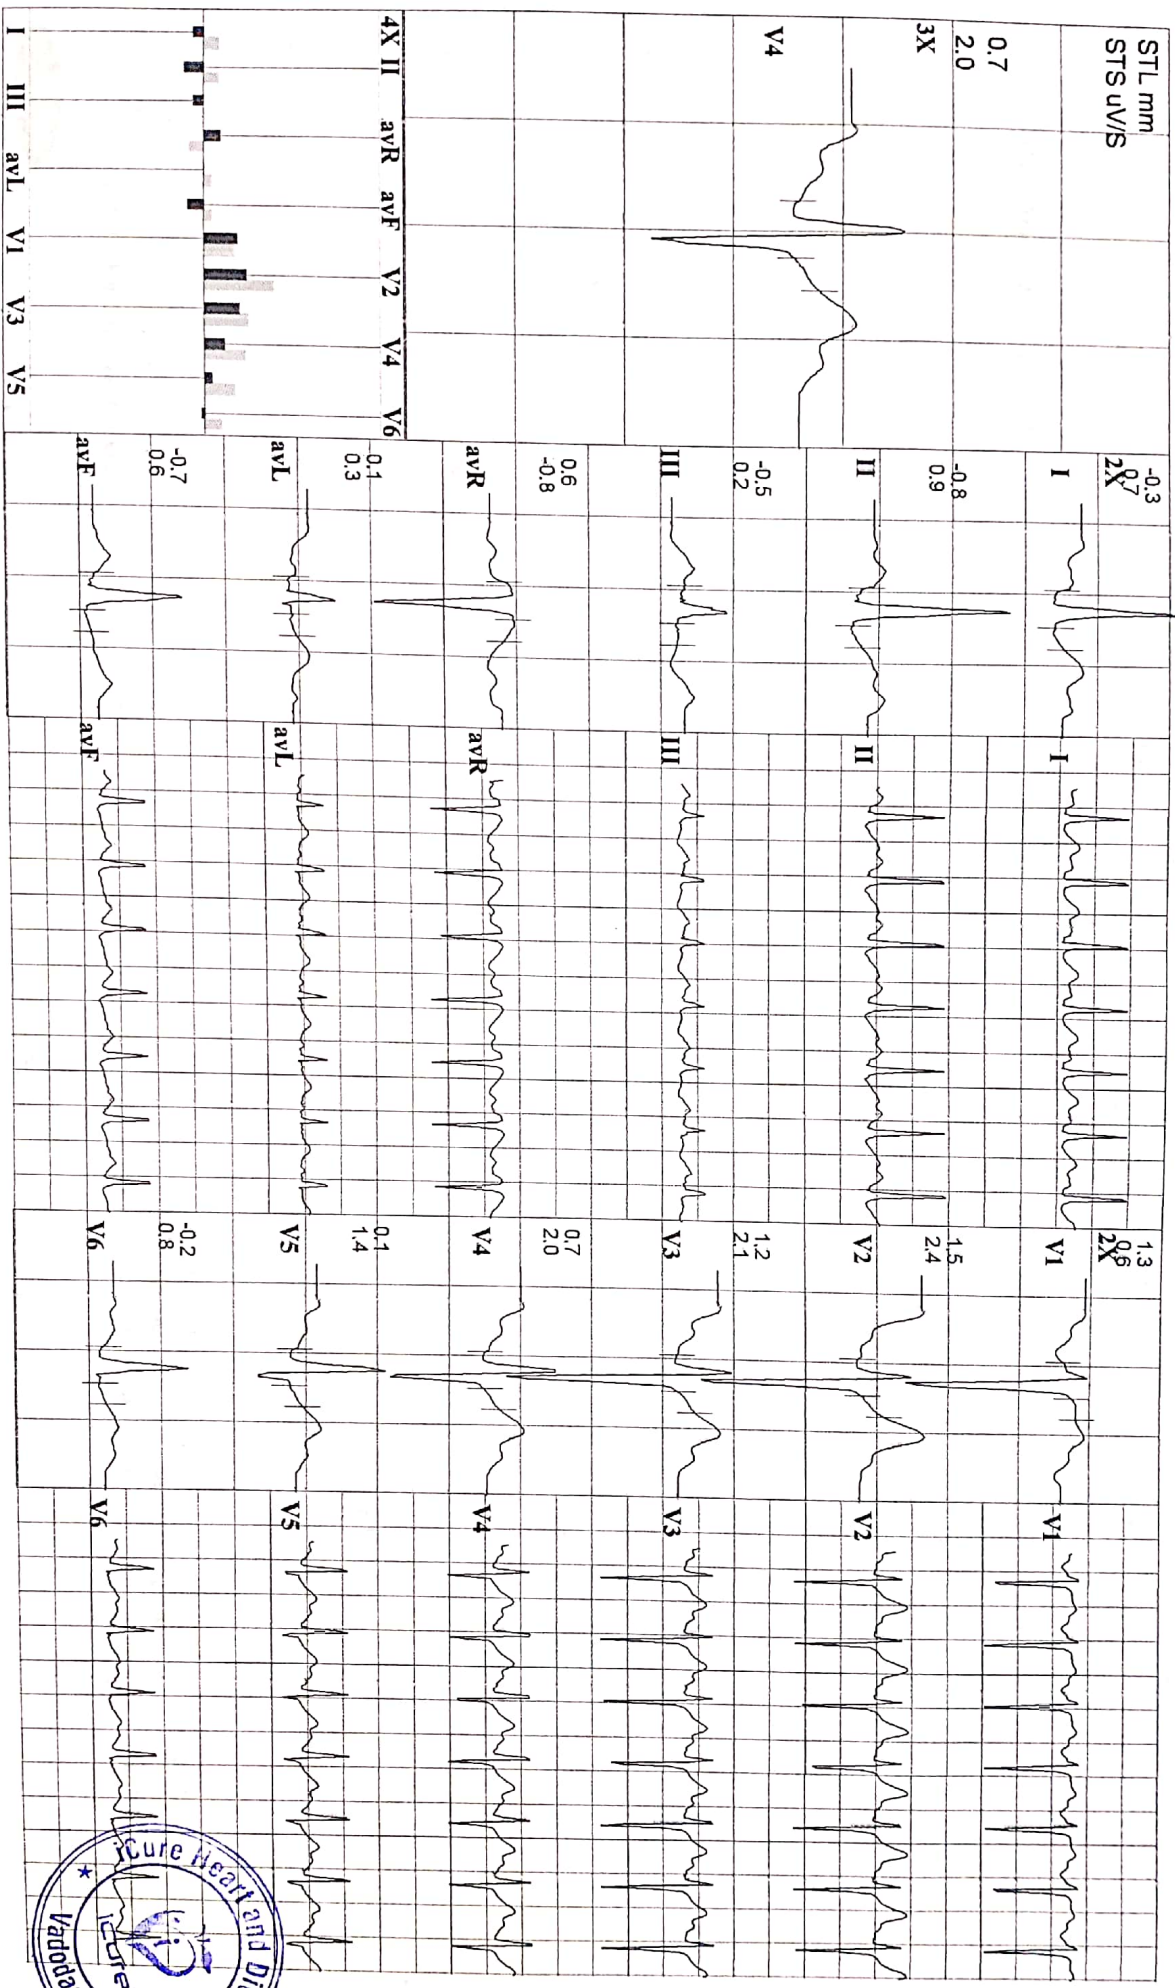 STL mm
STS uV/S
0.7
2.0
3X
V4
4X II avR avF V2 V4 V6
I III avL V1 V3 V5
-0.3
0.7
2X
I
-0.8
0.9
II
-0.5
0.2
III
0.6
-0.8
avR
0.1
0.3
avL
-0.7
0.6
avF
I
II
III
avR
avL
avF
1.3
0.6
2X
V1
1.5
2.4
V2
1.2
2.1
V3
0.7
2.0
V4
0.1
1.4
V5
-0.2
0.8
V6
V1
V2
V3
V4
V5
V6
iCure Heart and
icure